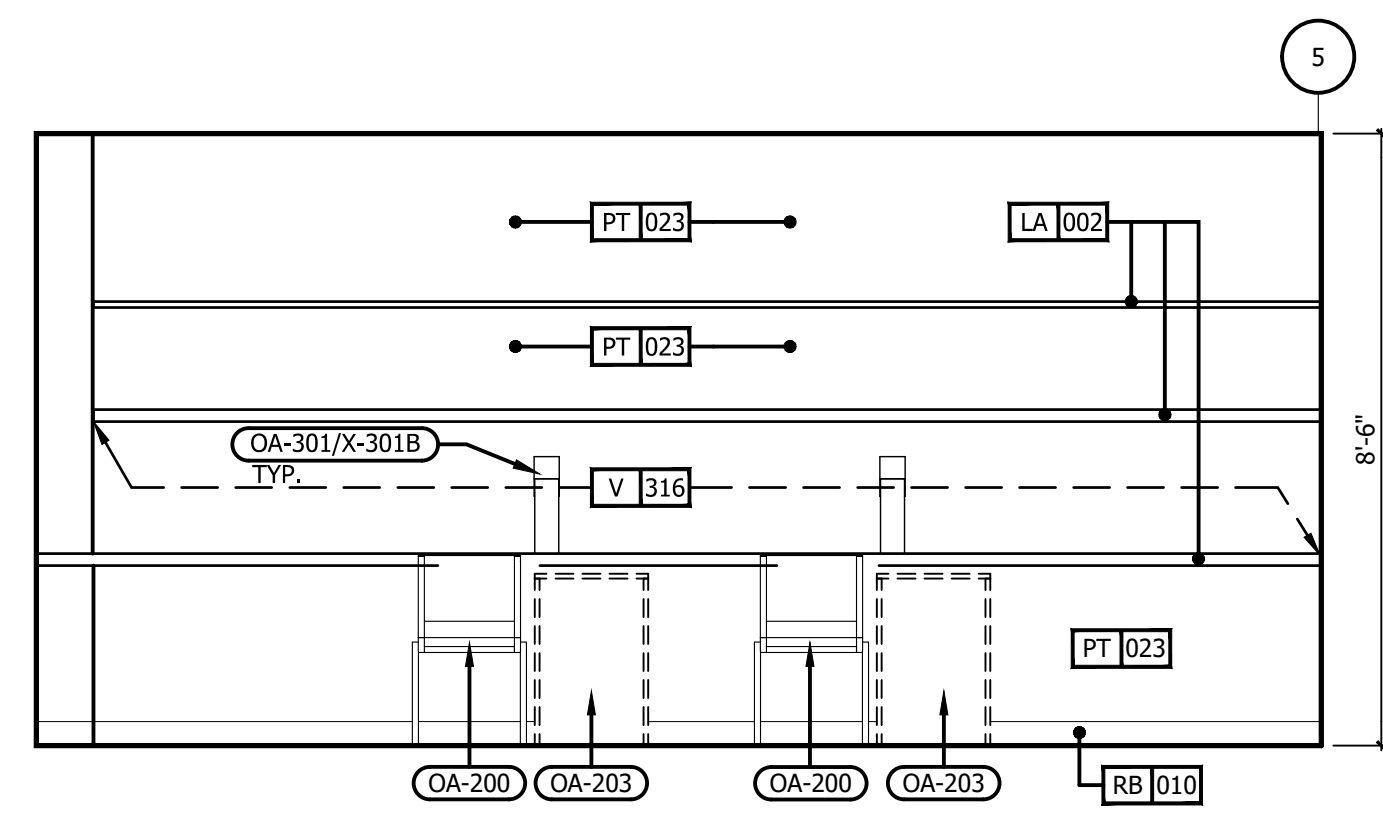 5
PT 023
LA 002
PT 023
8'-6"
OA-301/X-301B
TYP.
V 316
PT 023
OA-200
OA-203
OA-200
OA-203
RB 010